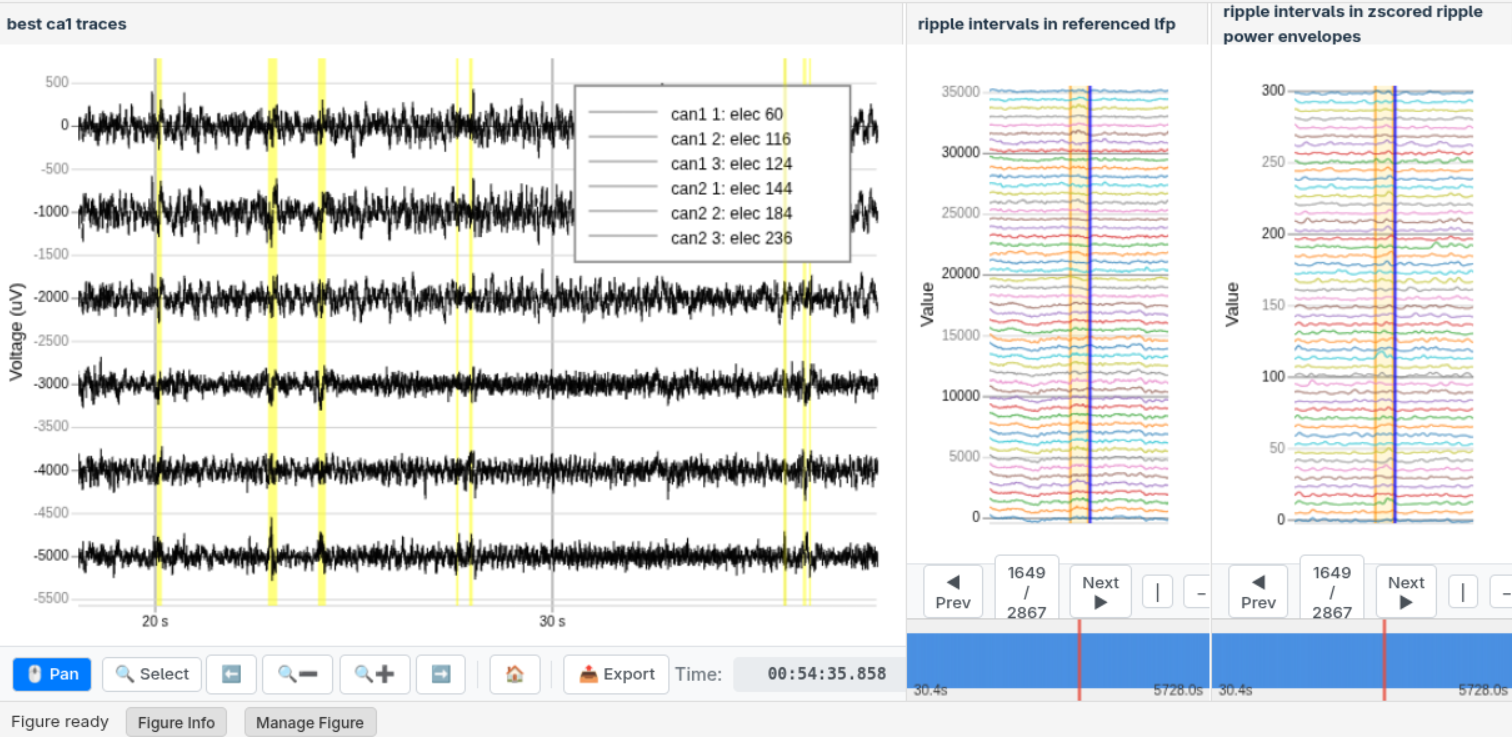 best ca1 traces
500
0
-500
-1000
-1500
-2000
-2500
-3000
-3500
-4000
-4500
-5000
-5500
Voltage (uV)
20 s
30 s
can1 1: elec 60
can1 2: elec 116
can1 3: elec 124
can2 1: elec 144
can2 2: elec 184
can2 3: elec 236
Pan
Select
Export
Time:
00:54:35.858
ripple intervals in referenced lfp
35000
30000
25000
20000
15000
10000
5000
0
Value
Prev
1649
/
2867
Next
|
-
30.4s
5728.0s
ripple intervals in zscored ripple
power envelopes
300
250
200
150
100
50
0
Value
Prev
1649
/
2867
Next
|
-
30.4s
5728.0s
Figure ready
Figure Info
Manage Figure